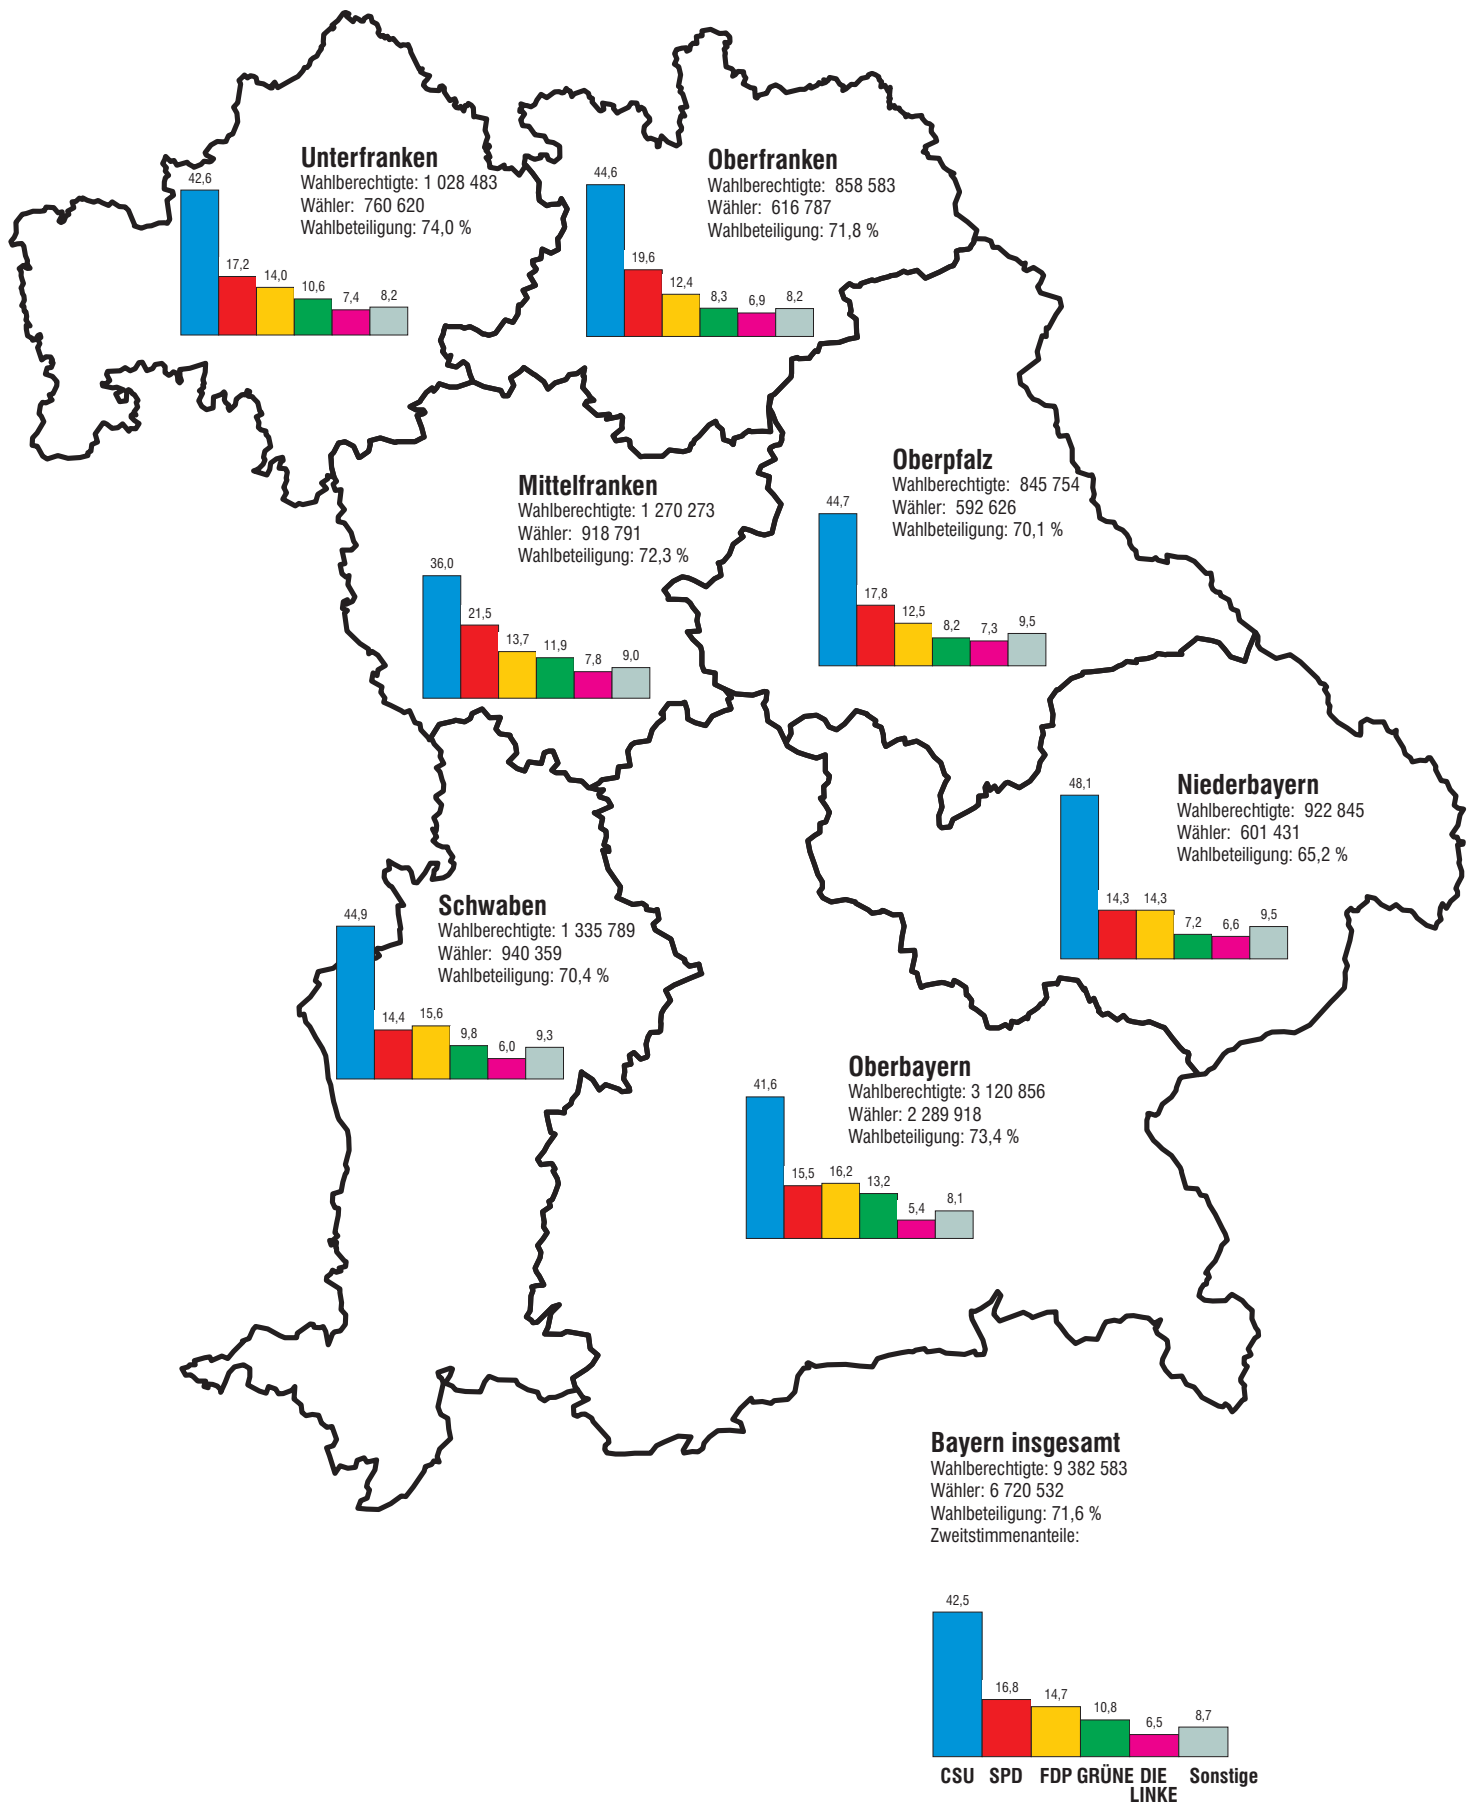 Unterfranken
Wahlberechtigte: 1 028 483
Wähler: 760 620
Wahlbeteiligung: 74,0 %
42,6
17,2
14,0
10,6
7,4
8,2
Oberfranken
Wahlberechtigte: 858 583
Wähler: 616 787
Wahlbeteiligung: 71,8 %
44,6
19,6
12,4
8,3
6,9
8,2
Mittelfranken
Wahlberechtigte: 1 270 273
Wähler: 918 791
Wahlbeteiligung: 72,3 %
36,0
21,5
13,7
11,9
7,8
9,0
Oberpfalz
Wahlberechtigte: 845 754
Wähler: 592 626
Wahlbeteiligung: 70,1 %
44,7
17,8
12,5
8,2
7,3
9,5
Niederbayern
Wahlberechtigte: 922 845
Wähler: 601 431
Wahlbeteiligung: 65,2 %
48,1
14,3
14,3
7,2
6,6
9,5
Schwaben
Wahlberechtigte: 1 335 789
Wähler: 940 359
Wahlbeteiligung: 70,4 %
44,9
14,4
15,6
9,8
6,0
9,3
Oberbayern
Wahlberechtigte: 3 120 856
Wähler: 2 289 918
Wahlbeteiligung: 73,4 %
41,6
15,5
16,2
13,2
5,4
8,1
Bayern insgesamt
Wahlberechtigte: 9 382 583
Wähler: 6 720 532
Wahlbeteiligung: 71,6 %
Zweitstimmenanteile:
42,5
16,8
14,7
10,8
6,5
8,7
CSU SPD FDP GRÜNE DIE Sonstige
LINKE